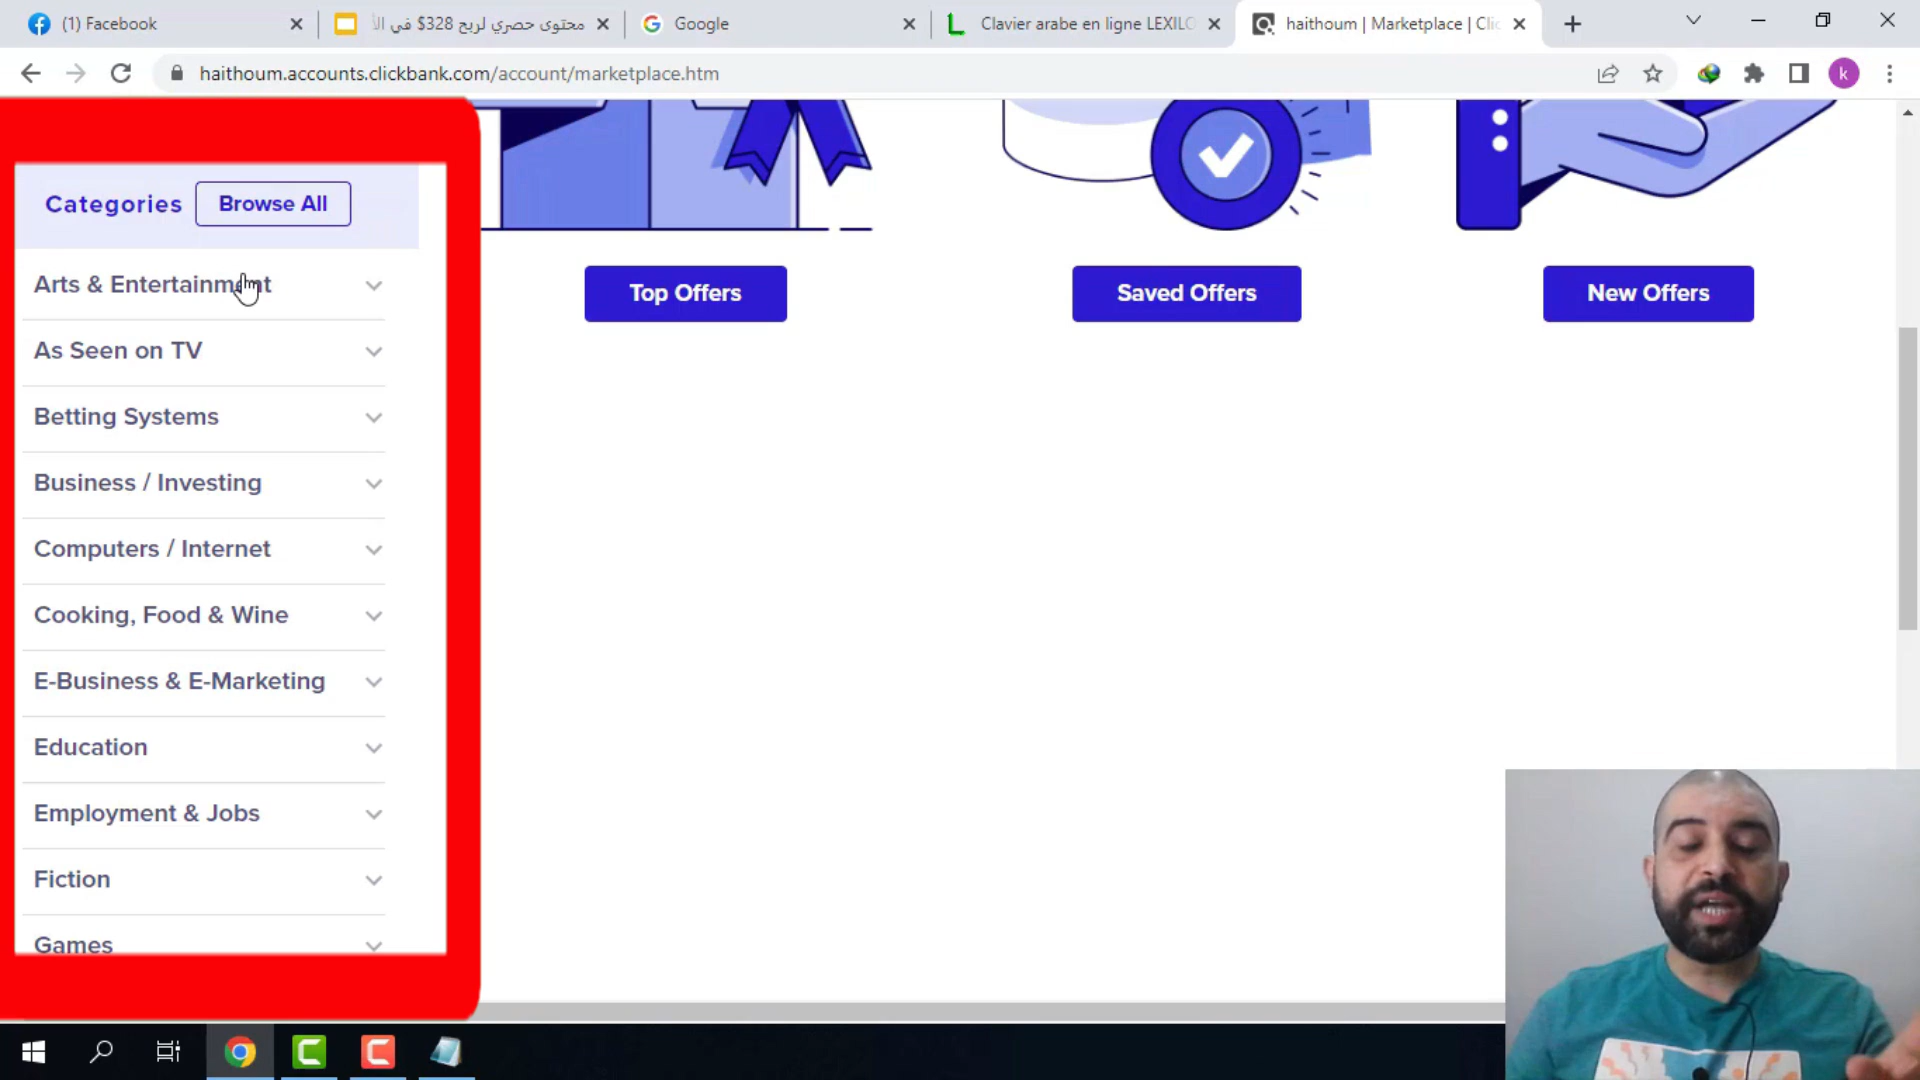 (1) Facebook
محتوى حصري لربح 328$ في الأ
Google
Clavier arabe en ligne LEXILO
haithoum | Marketplace | Clic
haithoum.accounts.clickbank.com/account/marketplace.htm
k
Categories
Browse All
Arts & Entertainment
As Seen on TV
Betting Systems
Business / Investing
Computers / Internet
Cooking, Food & Wine
E-Business & E-Marketing
Education
Employment & Jobs
Fiction
Games
Top Offers
Saved Offers
New Offers